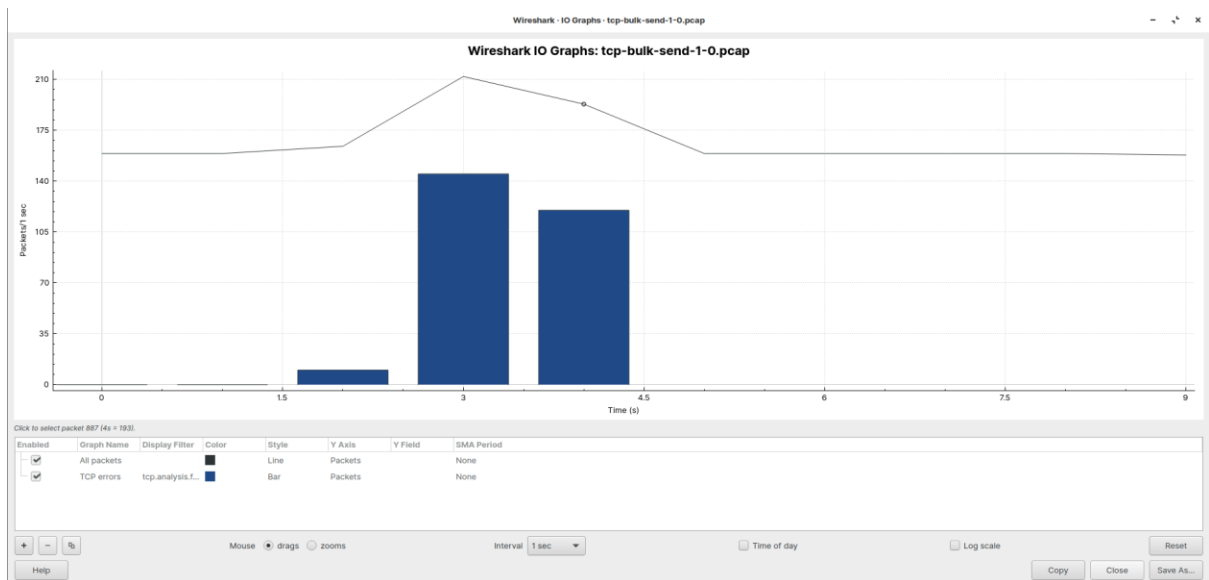 Wireshark · IO Graphs · tcp-bulk-send-1-0.pcap
Wireshark IO Graphs: tcp-bulk-send-1-0.pcap
210
175
140
105
70
35
0
Packets/1 sec
0 1.5 3 4.5 6 7.5 9
Time (s)
Click to select packet 887 (4s = 193).
Enabled Graph Name Display Filter Color Style Y Axis Y Field SMA Period
All packets Line Packets None
TCP errors tcp.analysis.f... Bar Packets None
+ − Mouse drags zooms Interval 1 sec Time of day Log scale Reset
Help Copy Close Save As...